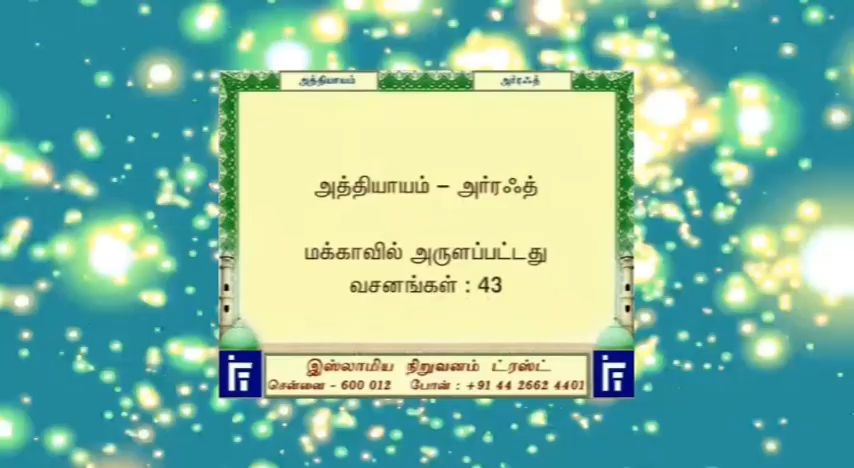 அத்தியாயம் அர்ரஃத்
அத்தியாயம் – அர்ரஃத்
மக்காவில் அருளப்பட்டது
வசனங்கள் : 43
இஸ்லாமிய நிறுவனம் ட்ரஸ்ட்
சென்னை - 600 012 போன் : +91 44 2662 4401